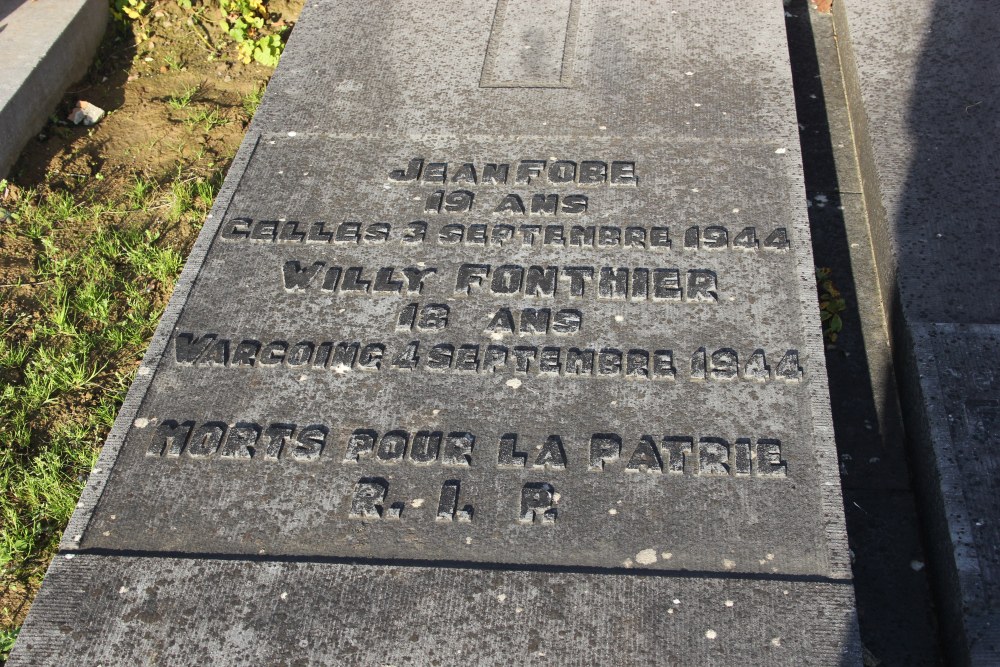 Jean FOBE
19 ANS
CELLES 3 SEPTEMBRE 1944
WILLY FONTHIER
18 ANS
WARCOING 4 SEPTEMBRE 1944
MORTS POUR LA PATRIE
R. I. P.